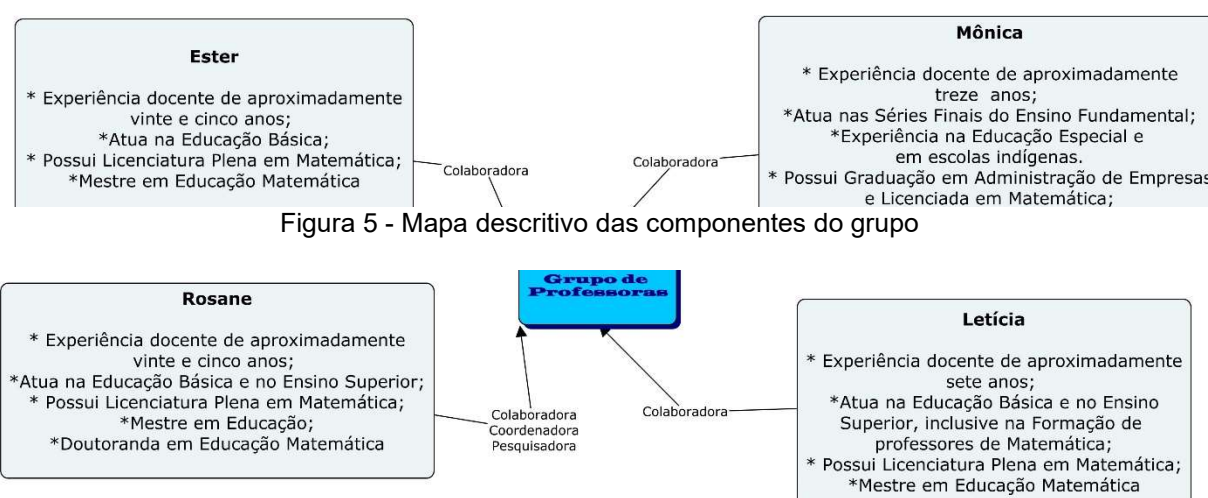 Ester
* Experiência docente de aproximadamente
vinte e cinco anos;
*Atua na Educação Básica;
* Possui Licenciatura Plena em Matemática;
*Mestre em Educação Matemática
Colaboradora
Mônica
* Experiência docente de aproximadamente
treze anos;
*Atua nas Séries Finais do Ensino Fundamental;
*Experiência na Educação Especial e
em escolas indígenas.
* Possui Graduação em Administração de Empresas
e Licenciada em Matemática;
Colaboradora
Figura 5 - Mapa descritivo das componentes do grupo
Grupo de
Professoras
Rosane
* Experiência docente de aproximadamente
vinte e cinco anos;
*Atua na Educação Básica e no Ensino Superior;
* Possui Licenciatura Plena em Matemática;
*Mestre em Educação;
*Doutoranda em Educação Matemática
Colaboradora
Coordenadora
Pesquisadora
Colaboradora
Letícia
* Experiência docente de aproximadamente
sete anos;
*Atua na Educação Básica e no Ensino
Superior, inclusive na Formação de
professores de Matemática;
* Possui Licenciatura Plena em Matemática;
*Mestre em Educação Matemática